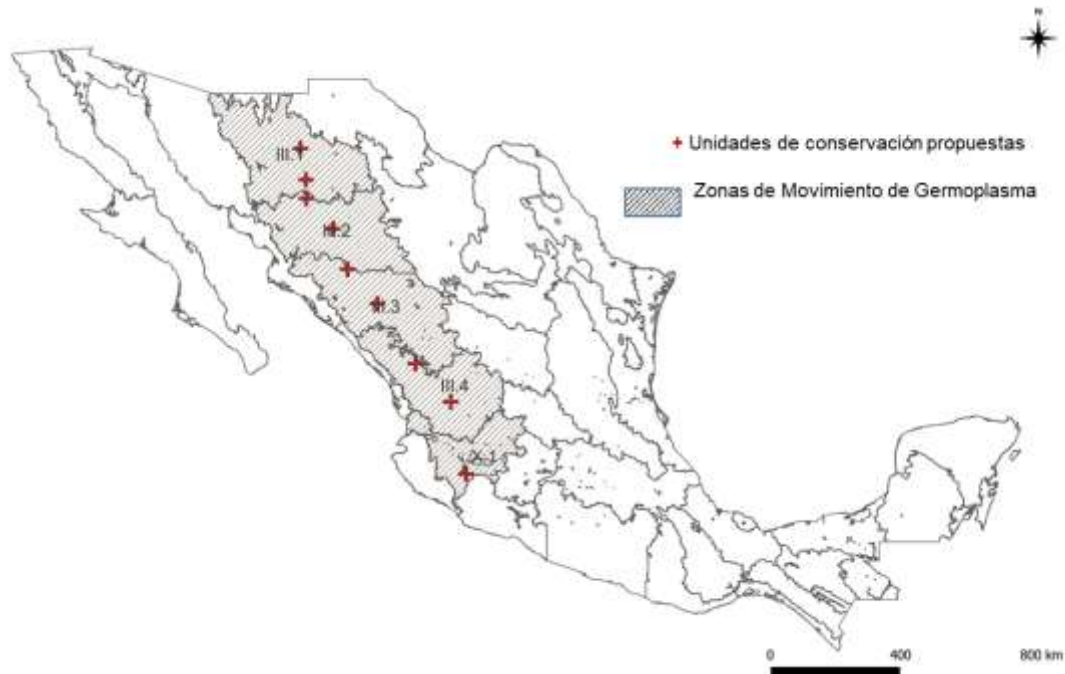 N
Unidades de conservación propuestas
Zonas de Movimiento de Germoplasma
III.1
III.2
III.3
III.4
X.1
0 400 800 km